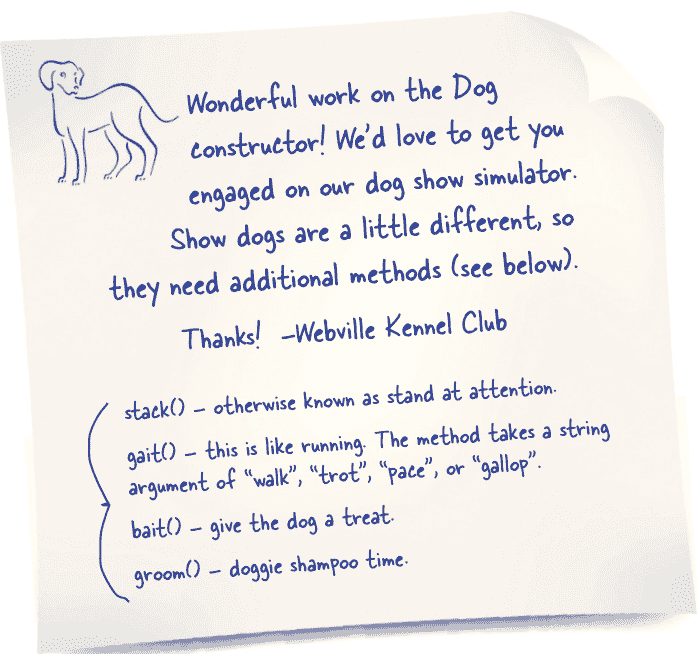 Wonderful work on the Dog
constructor! We'd love to get you
engaged on our dog show simulator.
Show dogs are a little different, so
they need additional methods (see below).
Thanks! –Webville Kennel Club
stack() – otherwise known as stand at attention.
gait() – this is like running. The method takes a string
argument of "walk", "trot", "pace", or "gallop".
bait() – give the dog a treat.
groom() – doggie shampoo time.